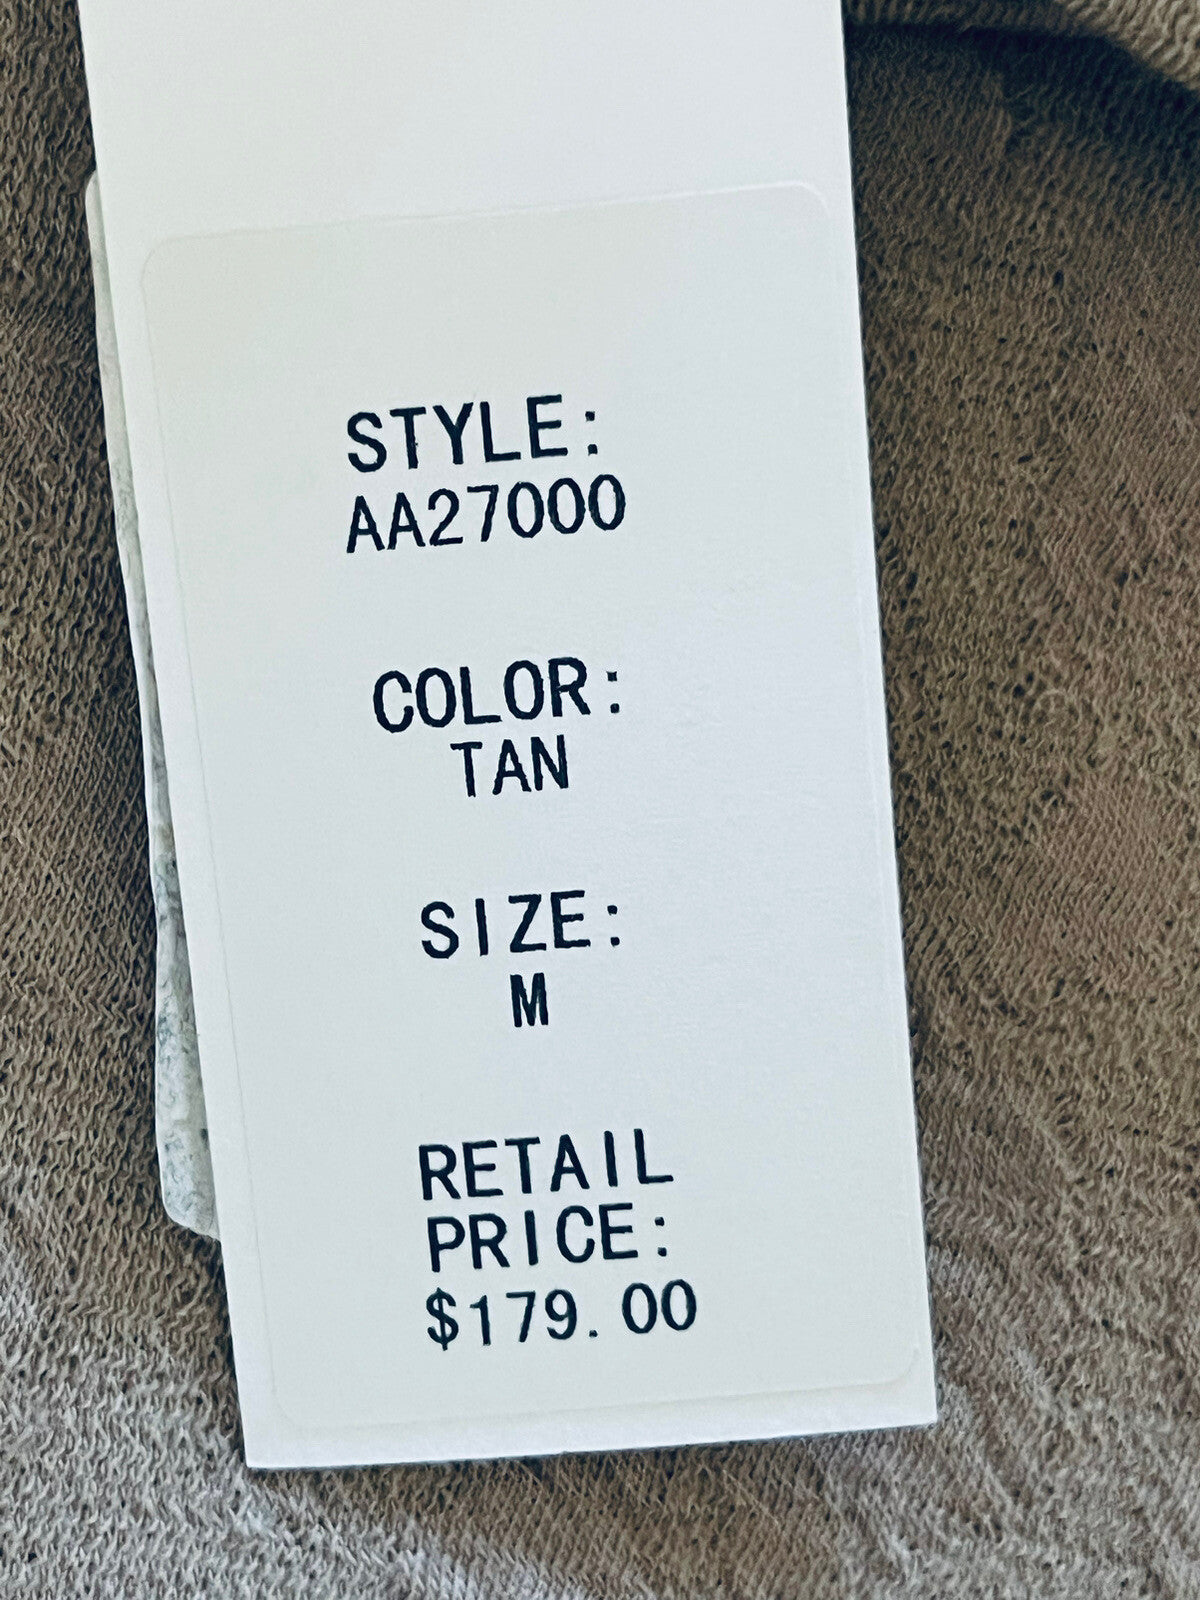 STYLE:
AA27000
COLOR:
TAN
SIZE:
M
RETAIL
PRICE:
$179.00